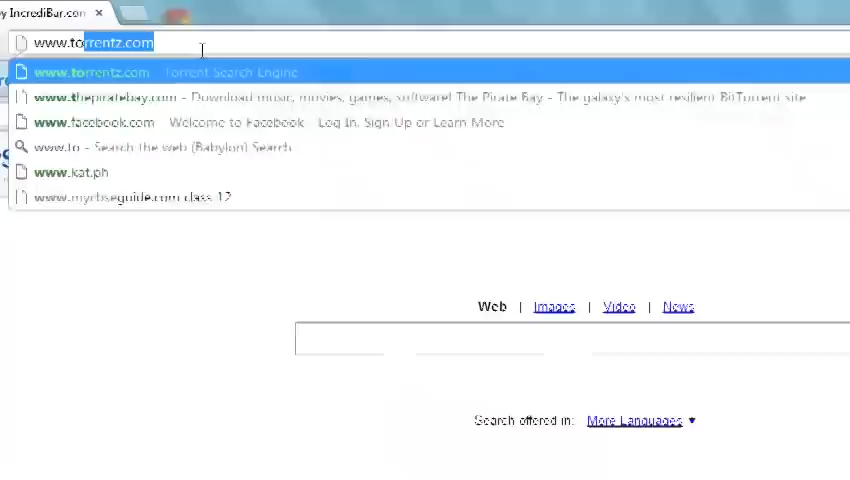 y IncrediBar.com
www.torrentz.com
www.torrentz.com - Torrent Search Engine
www.thepiratebay.com - Download music, movies, games, software! The Pirate Bay - The galaxy's most resilient BitTorrent site
www.facebook.com - Welcome to Facebook - Log In, Sign Up or Learn More
www.to - Search the web (Babylon) Search
www.kat.ph
www.mycbseguide.com class 12
Web | Images | Video | News
Search offered in: More Languages ▼